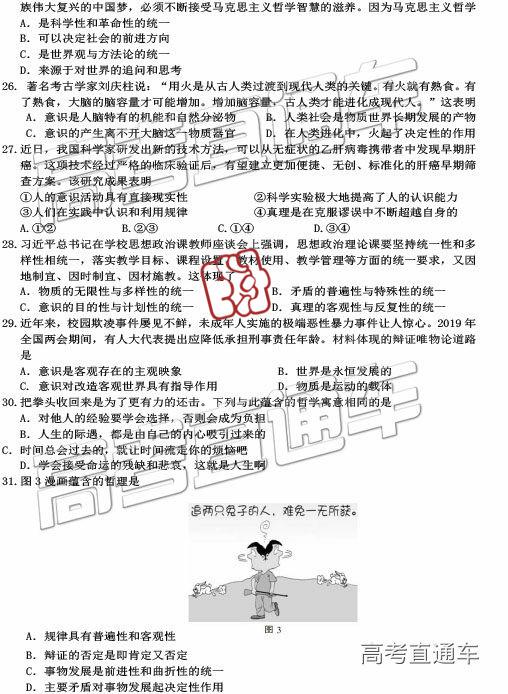 族伟大复兴的中国梦，必须不断接受马克思主义哲学智慧的滋养。因为马克思主义哲学
A．是科学性和革命性的统一
B．可以决定社会的前进方向
C．是世界观与方法论的统一
D．来源于对世界的追问和思考
26．著名考古学家刘庆柱说：“用火是从古人类过渡到现代人类的关键。有火就有熟食。有
了熟食，大脑的脑容量才可能增加。增加脑容量，古人类才能进化成现代人。”这表明
A．意识是人脑特有的机能和自然分泌物 B．人类社会是物质世界长期发展的产物
C．意识的产生离不开大脑这一物质器官 D．在人类进化中，火起了决定性的作用
27．近日，我国科学家研发出新的技术方法，可以从无症状的乙肝病毒携带者中发现早期肝
癌。这项技术经过严格的临床验证后，有望建立更加便捷、无创、标准化的肝癌早期筛
查方案。该研究成果表明
①人的意识活动具有直接现实性 ②科学实验极大地提高了人的认识能力
③人们在实践中认识和利用规律 ④真理是在克服谬误中不断超越自身的
A.①② B.②③ C.①④ D.③④
28．习近平总书记在学校思想政治课教师座谈会上强调，思想政治理论课要坚持统一性和多
样性相统一，落实教学目标、课程设置、教材使用、教学管理等方面的统一要求，又因
地制宜、因时制宜、因材施教。这体现了
A．物质的无限性与多样性的统一 B．矛盾的普遍性与特殊性的统一
C．意识的目的性与计划性的统一 D．真理的客观性与反复性的统一
29．近年来，校园欺凌事件屡见不鲜，未成年人实施的极端恶性暴力事件让人惊心。2019 年
全国两会期间，有人大代表提出应降低承担刑事责任年龄。材料体现的辩证唯物论道路
是
A．意识是客观存在的主观映象 B．世界是永恒发展的
C．意识对改造客观世界具有指导作用 D．物质是运动的载体
30．把拳头收回来是为了更有力的还击。下列与此蕴含的哲学寓意相同的是
A．对他人的经验要学会选择，否则会成为负担
B．人生的际遇，都是由自己的内心吸引过来的
C．时间总会过去的，就让时间流走你的烦恼吧
D．学会接受命运的残缺和悲哀，这就是人生啊
31．图 3 漫画蕴含的哲理是
追两只兔子的人，难免一无所获。
图 3
A．规律具有普遍性和客观性
B．辩证的否定是即肯定又否定
C．事物发展是前进性和曲折性的统一
D．主要矛盾对事物发展起决定性作用
高考直通车
高考直通车
高考直通车
高考直通车